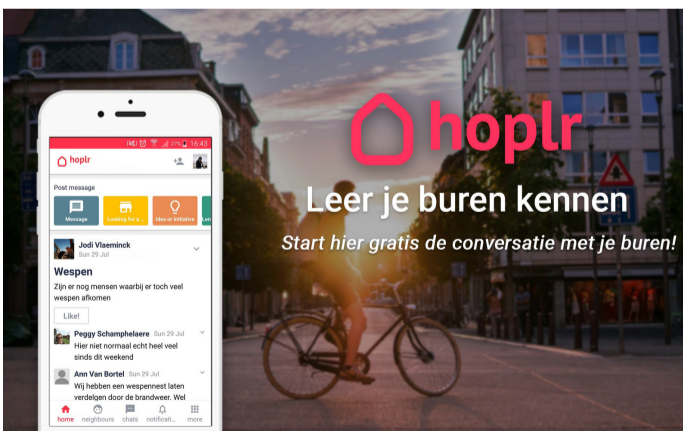 16:43
hoplr
Post message
Message
Looking for a...
Idea or initiative
Jodi Vlaeminck
Sun 29 Jul
Wespen
Zijn er nog mensen waarbij er toch veel
wespen afkomen
Like!
Peggy Schamphelaere Sun 29 Jul
Hier niet normaal echt heel veel
sinds dit weekend
Ann Van Bortel Sun 29 Jul
Wij hebben een wespennest laten
verdelgen door de brandweer. Wel
home neighboure chats notificati... more
hoplr
Leer je buren kennen
Start hier gratis de conversatie met je buren!